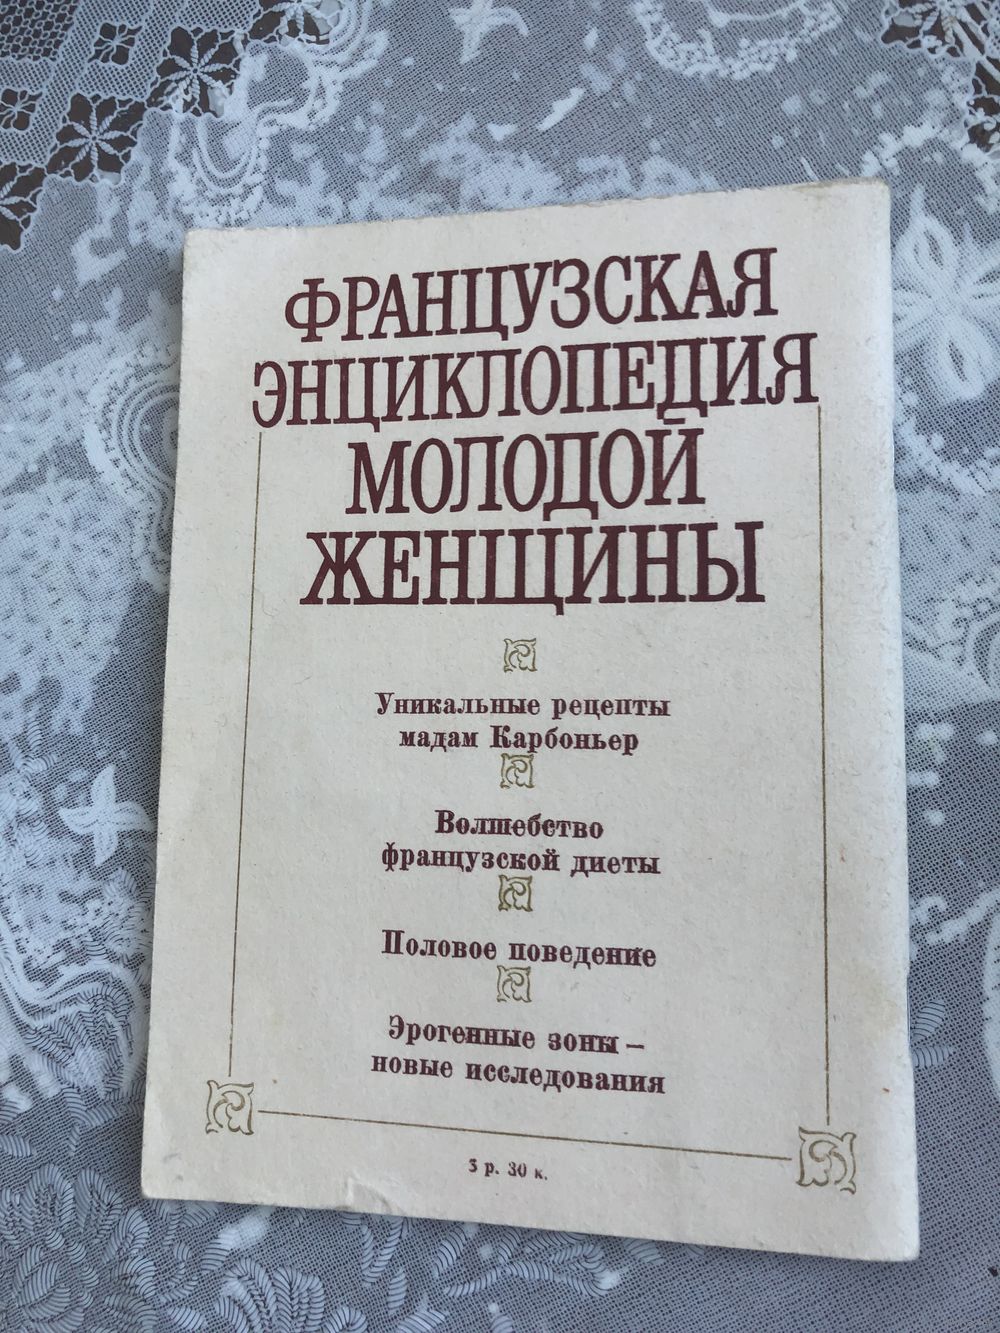 ФРАНЦУЗСКАЯ
ЭНЦИКЛОПЕДИЯ
МОЛОДОЙ
ЖЕНЩИНЫ
Уникальные рецепты
мадам Карбоньер
Волшебство
французской диеты
Половое поведение
Эрогенные зоны –
новые исследования
3 р. 30 к.